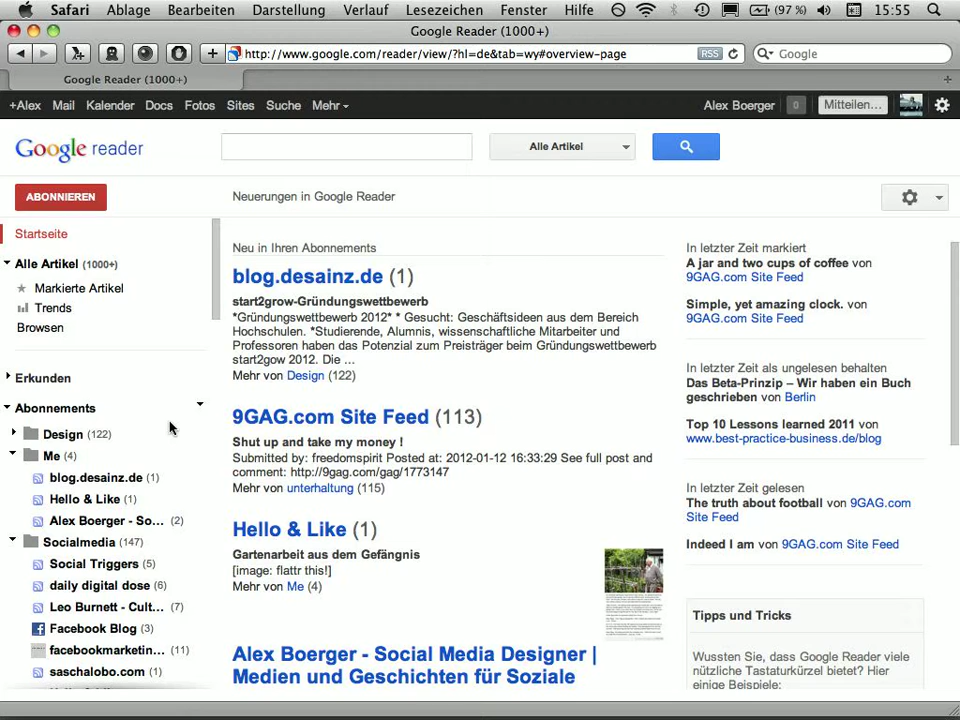 Safari Ablage Bearbeiten Darstellung Verlauf Lesezeichen Fenster Hilfe (97 %) 15:55
Google Reader (1000+)
http://www.google.com/reader/view/?hl=de&tab=wy#overview-page RSS Google
Google Reader (1000+)
+Alex Mail Kalender Docs Fotos Sites Suche Mehr Alex Boerger 0 Mitteilen...
Google reader Alle Artikel
ABONNIEREN Neuerungen in Google Reader
Startseite
Alle Artikel (1000+)
Markierte Artikel
Trends
Browsen
Erkunden
Abonnements
Design (122)
Me (4)
blog.desainz.de (1)
Hello & Like (1)
Alex Boerger - So... (2)
Socialmedia (147)
Social Triggers (5)
daily digital dose (6)
Leo Burnett - Cult... (7)
Facebook Blog (3)
facebookmarketin... (11)
saschalobo.com (1)
Neu in Ihren Abonnements
blog.desainz.de (1)
start2grow-Gründungswettbewerb
*Gründungswettbewerb 2012* * Gesucht: Geschäftsideen aus dem Bereich
Hochschulen. *Studierende, Alumnis, wissenschaftliche Mitarbeiter und
Professoren haben das Potenzial zum Preisträger beim Gründungswettbewerb
start2gow 2012. Die ...
Mehr von Design (122)
9GAG.com Site Feed (113)
Shut up and take my money !
Submitted by: freedomspirit Posted at: 2012-01-12 16:33:29 See full post and
comment: http://9gag.com/gag/1773147
Mehr von unterhaltung (115)
Hello & Like (1)
Gartenarbeit aus dem Gefängnis
[image: flattr this!]
Mehr von Me (4)
Alex Boerger - Social Media Designer |
Medien und Geschichten für Soziale
In letzter Zeit markiert
A jar and two cups of coffee von
9GAG.com Site Feed
Simple, yet amazing clock. von
9GAG.com Site Feed
In letzter Zeit als ungelesen behalten
Das Beta-Prinzip – Wir haben ein Buch
geschrieben von Berlin
Top 10 Lessons learned 2011 von
www.best-practice-business.de/blog
In letzter Zeit gelesen
The truth about football von 9GAG.com
Site Feed
Indeed I am von 9GAG.com Site Feed
Tipps und Tricks
Wussten Sie, dass Google Reader viele
nützliche Tastaturkürzel bietet? Hier
einige Beispiele: